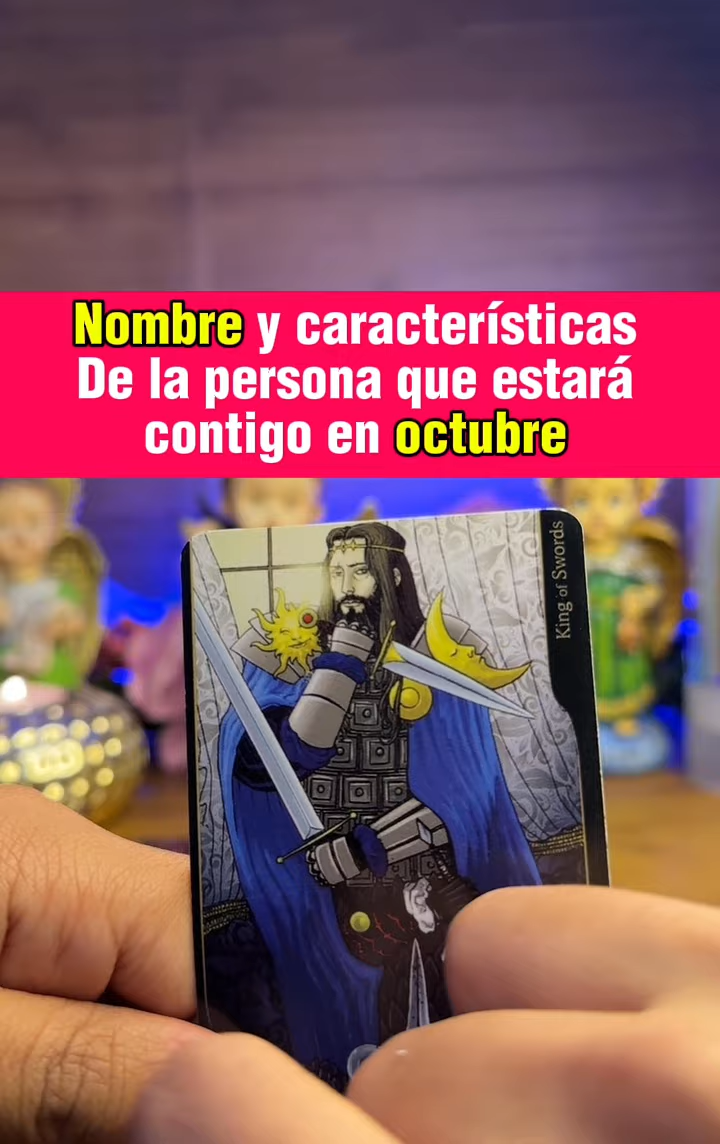 Nombre y características
De la persona que estará
contigo en octubre
King of Swords